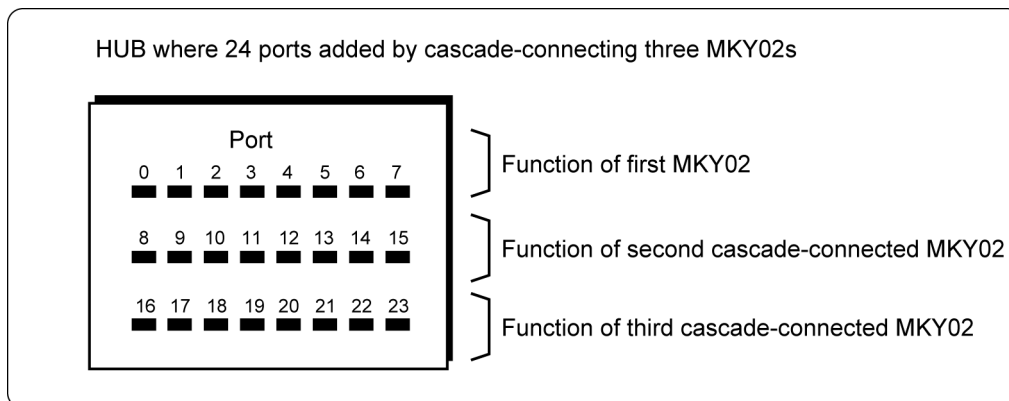 HUB where 24 ports added by cascade-connecting three MKY02s
Port
0 1 2 3 4 5 6 7
Function of first MKY02
8 9 10 11 12 13 14 15
Function of second cascade-connected MKY02
16 17 18 19 20 21 22 23
Function of third cascade-connected MKY02